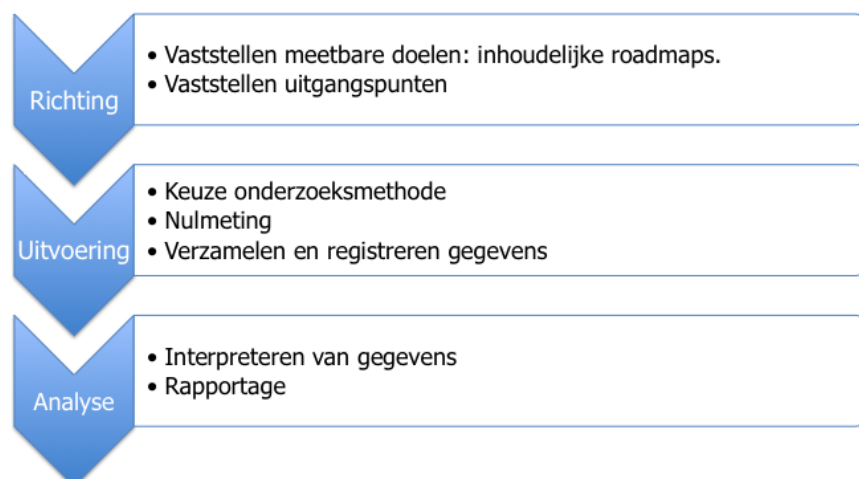 Richting
• Vaststellen meetbare doelen: inhoudelijke roadmaps.
• Vaststellen uitgangspunten
Uitvoering
• Keuze onderzoeksmethode
• Nulmeting
• Verzamelen en registreren gegevens
Analyse
• Interpreteren van gegevens
• Rapportage